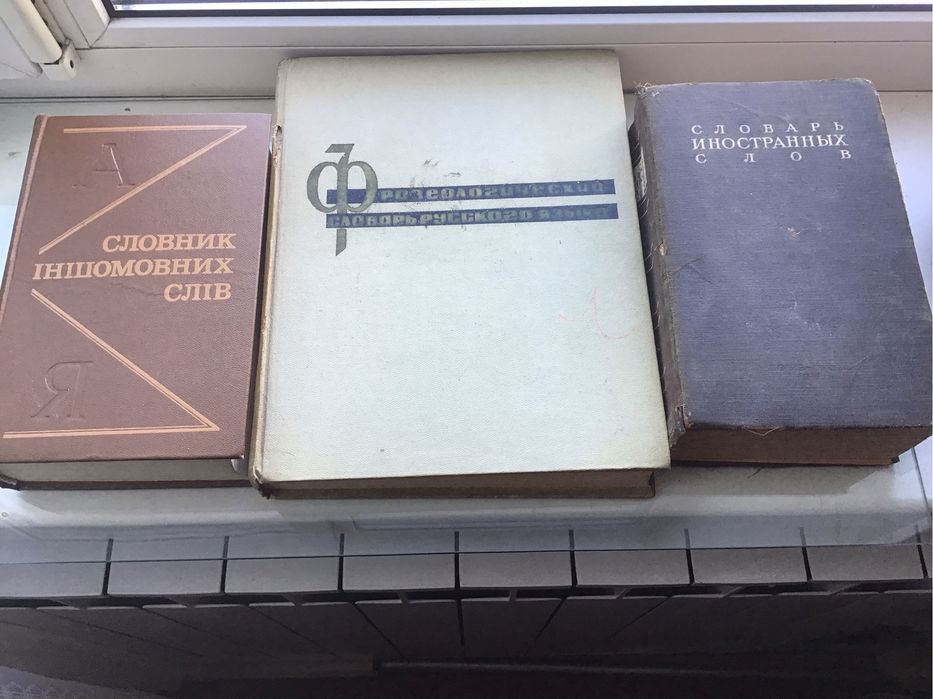 А
СЛОВНИК
ІНШОМОВНИХ
СЛІВ
Я
Фразеологический
словарь русского языка
СЛОВАРЬ
ИНОСТРАННЫХ
СЛОВ